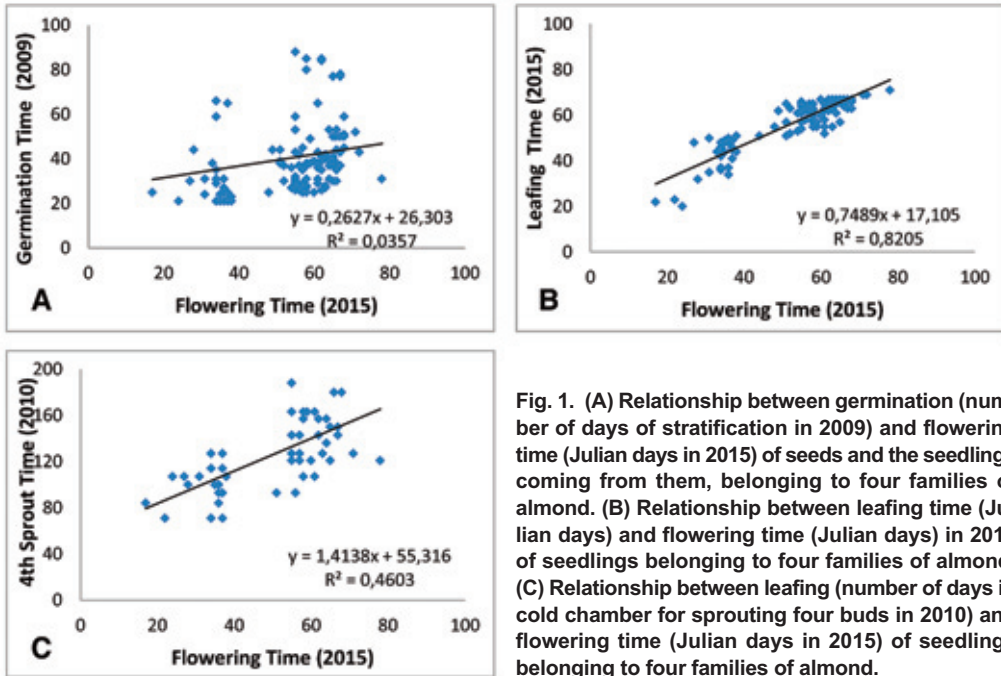 100
80
60
40
20
0
0 20 40 60 80 100
Germination Time (2009)
y = 0,2627x + 26,303
R² = 0,0357
A
Flowering Time (2015)
100
80
60
40
20
0
0 20 40 60 80 100
Leafing Time (2015)
y = 0,7489x + 17,105
R² = 0,8205
B
Flowering Time (2015)
200
160
120
80
40
0
0 20 40 60 80 100
4th Sprout Time (2010)
y = 1,4138x + 55,316
R² = 0,4603
C
Flowering Time (2015)
Fig. 1. (A) Relationship between germination (num
ber of days of stratification in 2009) and flowerin
time (Julian days in 2015) of seeds and the seedling
coming from them, belonging to four families o
almond. (B) Relationship between leafing time (Ju
lian days) and flowering time (Julian days) in 201
of seedlings belonging to four families of almond
(C) Relationship between leafing (number of days i
cold chamber for sprouting four buds in 2010) an
flowering time (Julian days in 2015) of seedling
belonging to four families of almond.